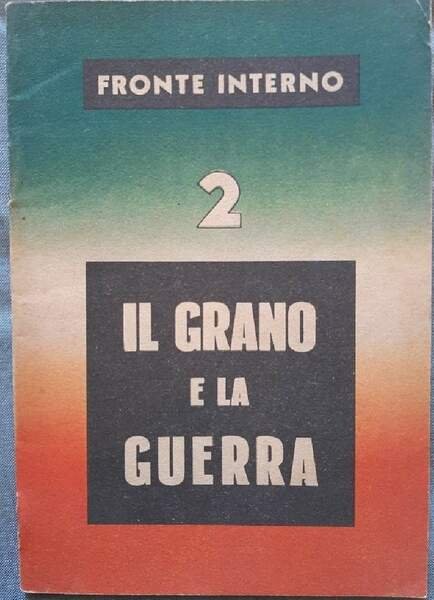 FRONTE INTERNO
2
IL GRANO
E LA
GUERRA